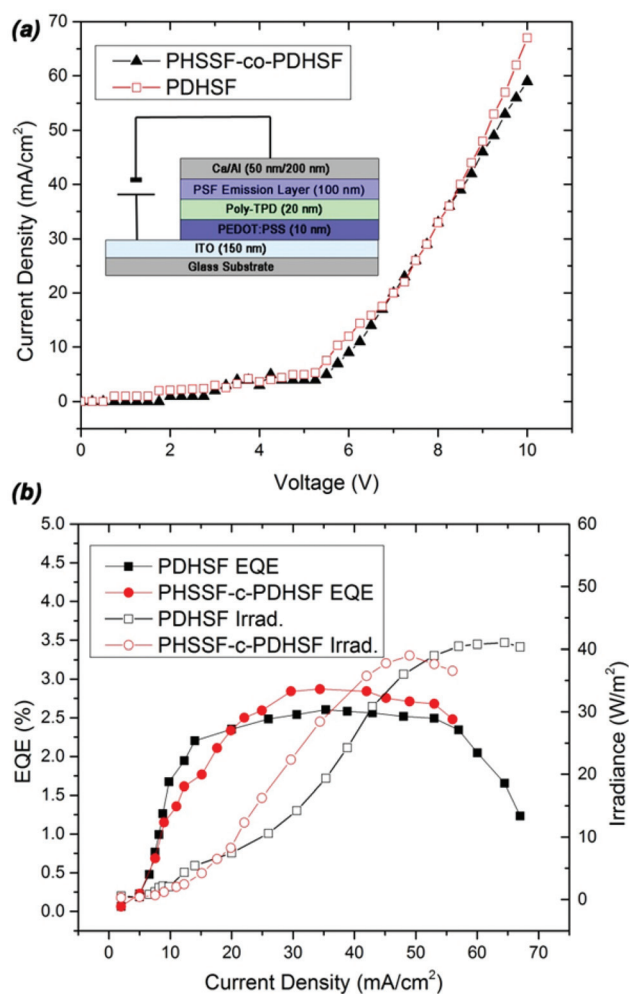 (a)
70
60
50
40
30
20
10
0
Current Density (mA/cm²)
PHSSF-co-PDHSF
PDHSF
Ca/Al (50 nm/200 nm)
PSF Emission Layer (100 nm)
Poly-TPD (20 nm)
PEDOT:PSS (10 nm)
ITO (150 nm)
Glass Substrate
0 2 4 6 8 10
Voltage (V)
(b)
5.0
4.5
4.0
3.5
3.0
2.5
2.0
1.5
1.0
0.5
0.0
EQE (%)
PDHSF EQE
PHSSF-c-PDHSF EQE
PDHSF Irrad.
PHSSF-c-PDHSF Irrad.
60
50
40
30
20
10
0
Irradiance (W/m²)
0 10 20 30 40 50 60 70
Current Density (mA/cm²)